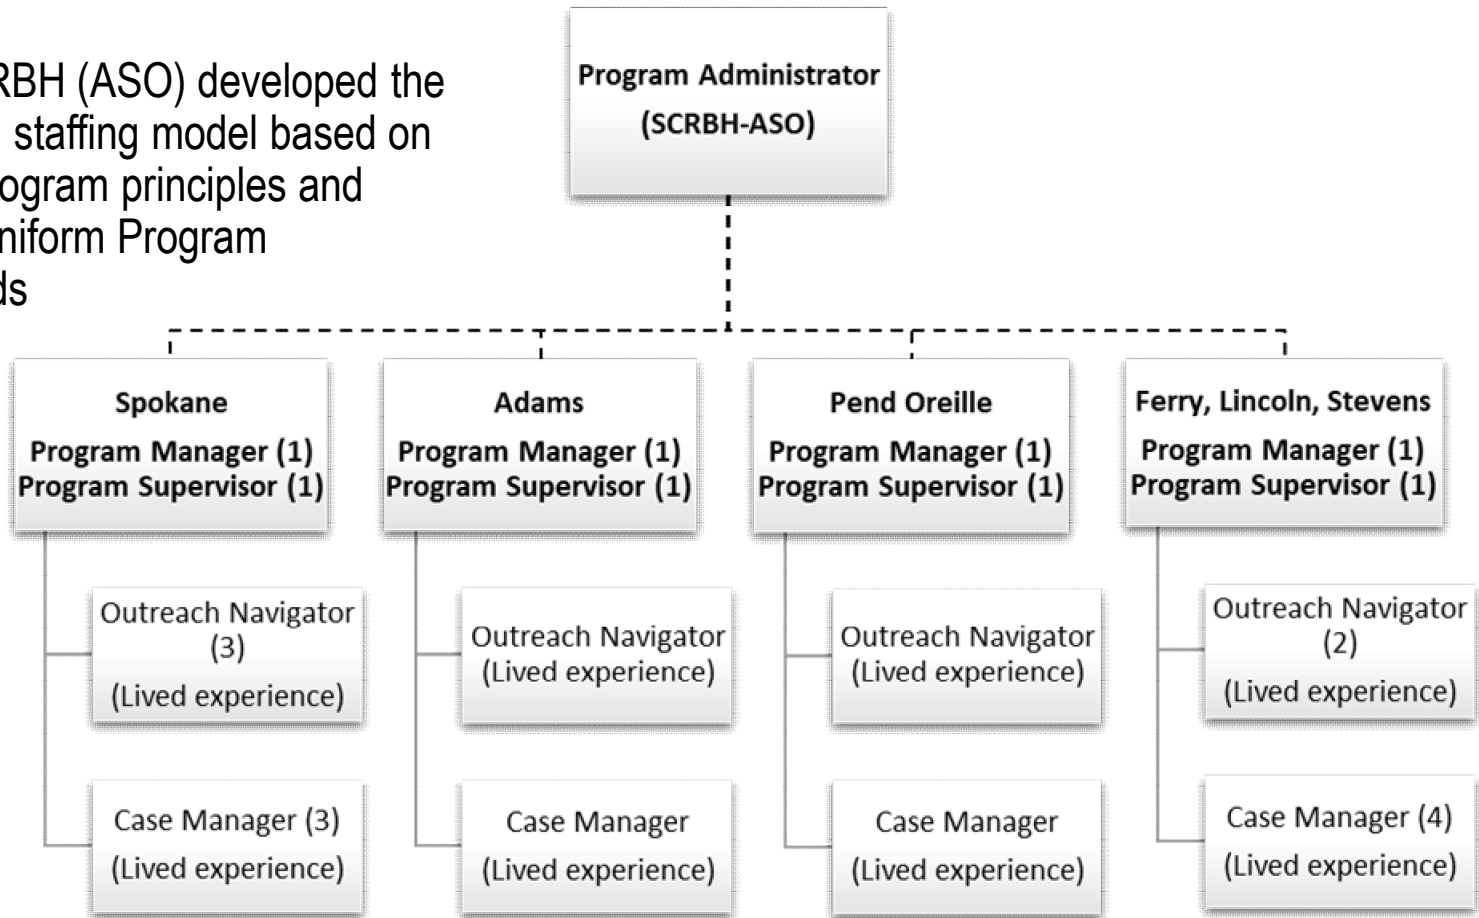 RBH (ASO) developed the
staffing model based on
ogram principles and
niform Program
ds
Program Administrator
(SCRBH-ASO)
Spokane
Program Manager (1)
Program Supervisor (1)
Outreach Navigator
(3)
(Lived experience)
Case Manager (3)
(Lived experience)
Adams
Program Manager (1)
Program Supervisor (1)
Outreach Navigator
(Lived experience)
Case Manager
(Lived experience)
Pend Oreille
Program Manager (1)
Program Supervisor (1)
Outreach Navigator
(Lived experience)
Case Manager
(Lived experience)
Ferry, Lincoln, Stevens
Program Manager (1)
Program Supervisor (1)
Outreach Navigator
(2)
(Lived experience)
Case Manager (4)
(Lived experience)